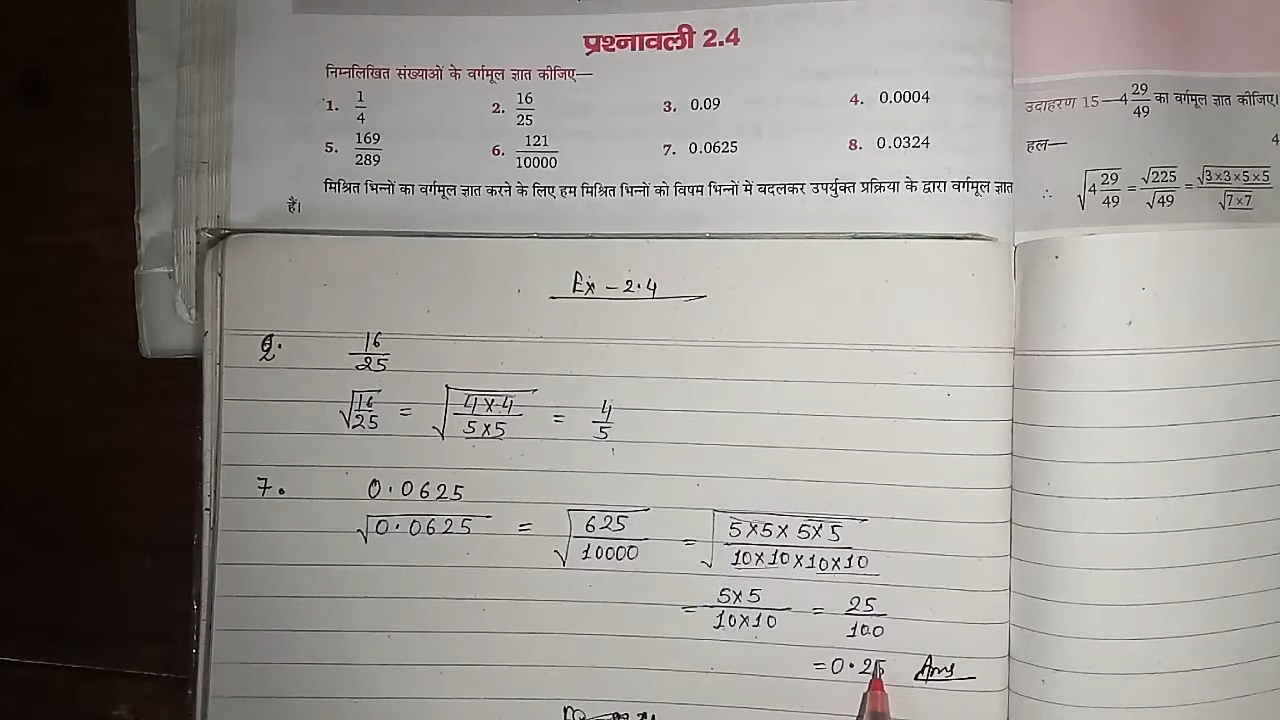 प्रश्नावली 2.4
निम्नलिखित संख्याओं के वर्गमूल ज्ञात कीजिए—
1. 1/4 2. 16/25 3. 0.09 4. 0.0004
5. 169/289 6. 121/10000 7. 0.0625 8. 0.0324
मिश्रित भिन्नों का वर्गमूल ज्ञात करने के लिए हम मिश्रित भिन्नों को विषम भिन्नों में बदलकर उपर्युक्त प्रक्रिया के द्वारा वर्गमूल ज्ञात
हैं।
उदाहरण 15—4 29/49 का वर्गमूल ज्ञात कीजिए।
हल— 4
∴ √(4 29/49) = √225/√49 = √(3×3×5×5)/√(7×7)
Ex – 2.4
2. 16/25
√(16/25) = √((4×4)/(5×5)) = 4/5
7. 0.0625
√0.0625 = √(625/10000) = √((5×5×5×5)/(10×10×10×10))
= (5×5)/(10×10) = 25/100
= 0.25 Ans